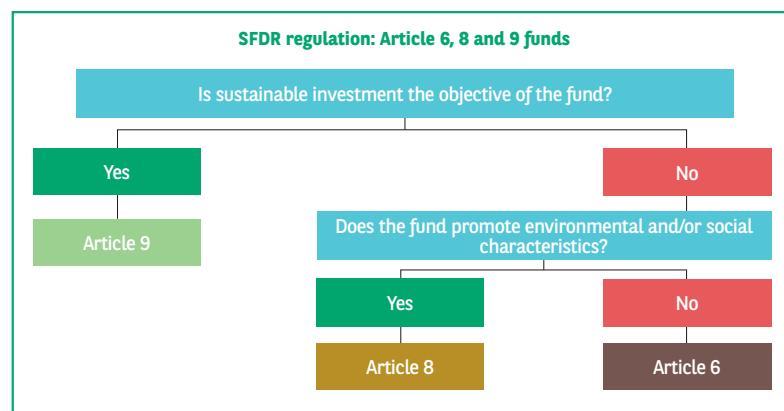 SFDR regulation: Article 6, 8 and 9 funds
Is sustainable investment the objective of the fund?
Yes
No
Article 9
Does the fund promote environmental and/or social
characteristics?
Yes
No
Article 8
Article 6